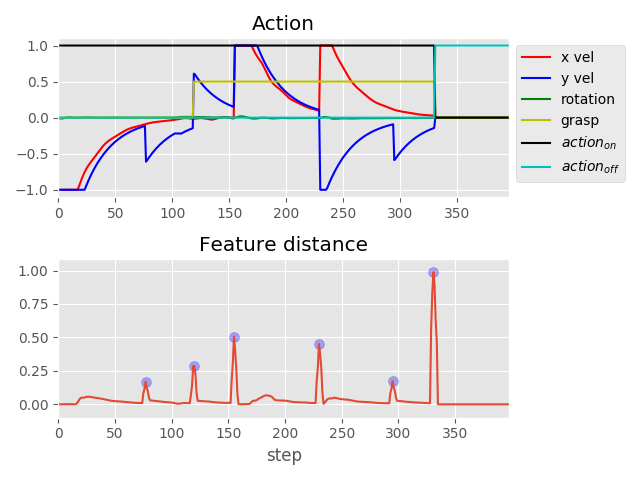 Action
1.0
0.5
0.0
−0.5
−1.0
0 50 100 150 200 250 300 350
x vel
y vel
rotation
grasp
action_on
action_off
Feature distance
1.00
0.75
0.50
0.25
0.00
0 50 100 150 200 250 300 350
step